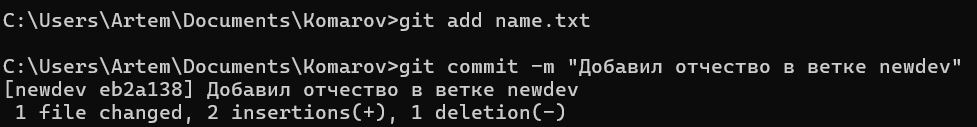 C:\Users\Artem\Documents\Komarov>git add name.txt
C:\Users\Artem\Documents\Komarov>git commit -m "Добавил отчество в ветке newdev"
[newdev eb2a138] Добавил отчество в ветке newdev
 1 file changed, 2 insertions(+), 1 deletion(-)